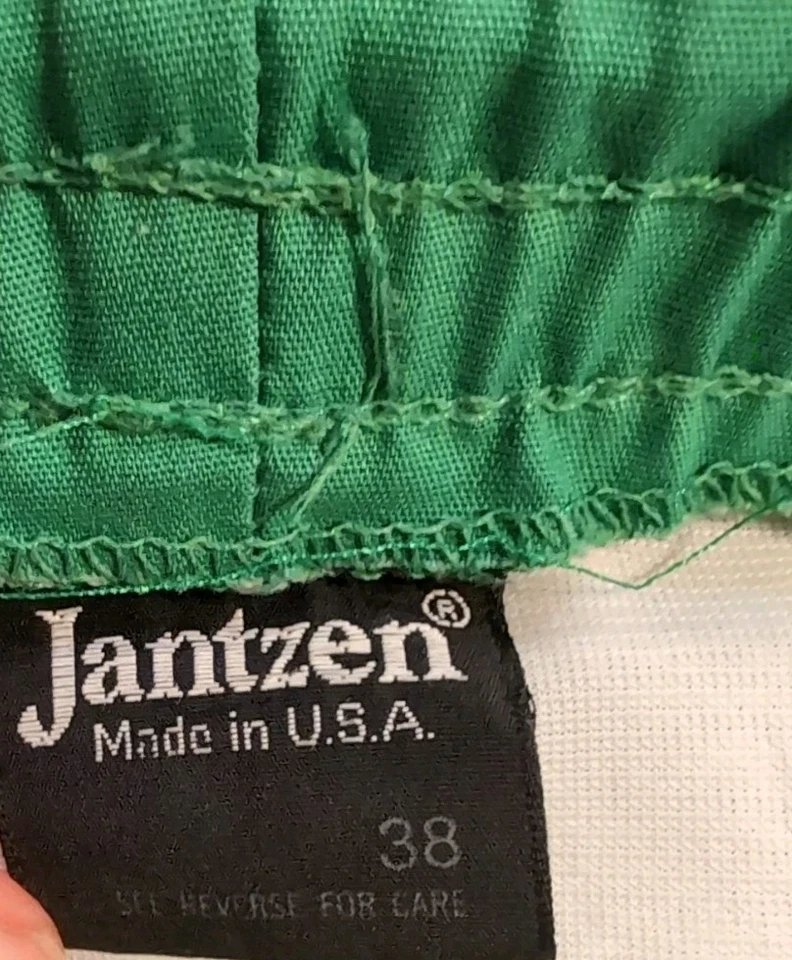 Jantzen®
Made in U.S.A.
38
SEE REVERSE FOR CARE